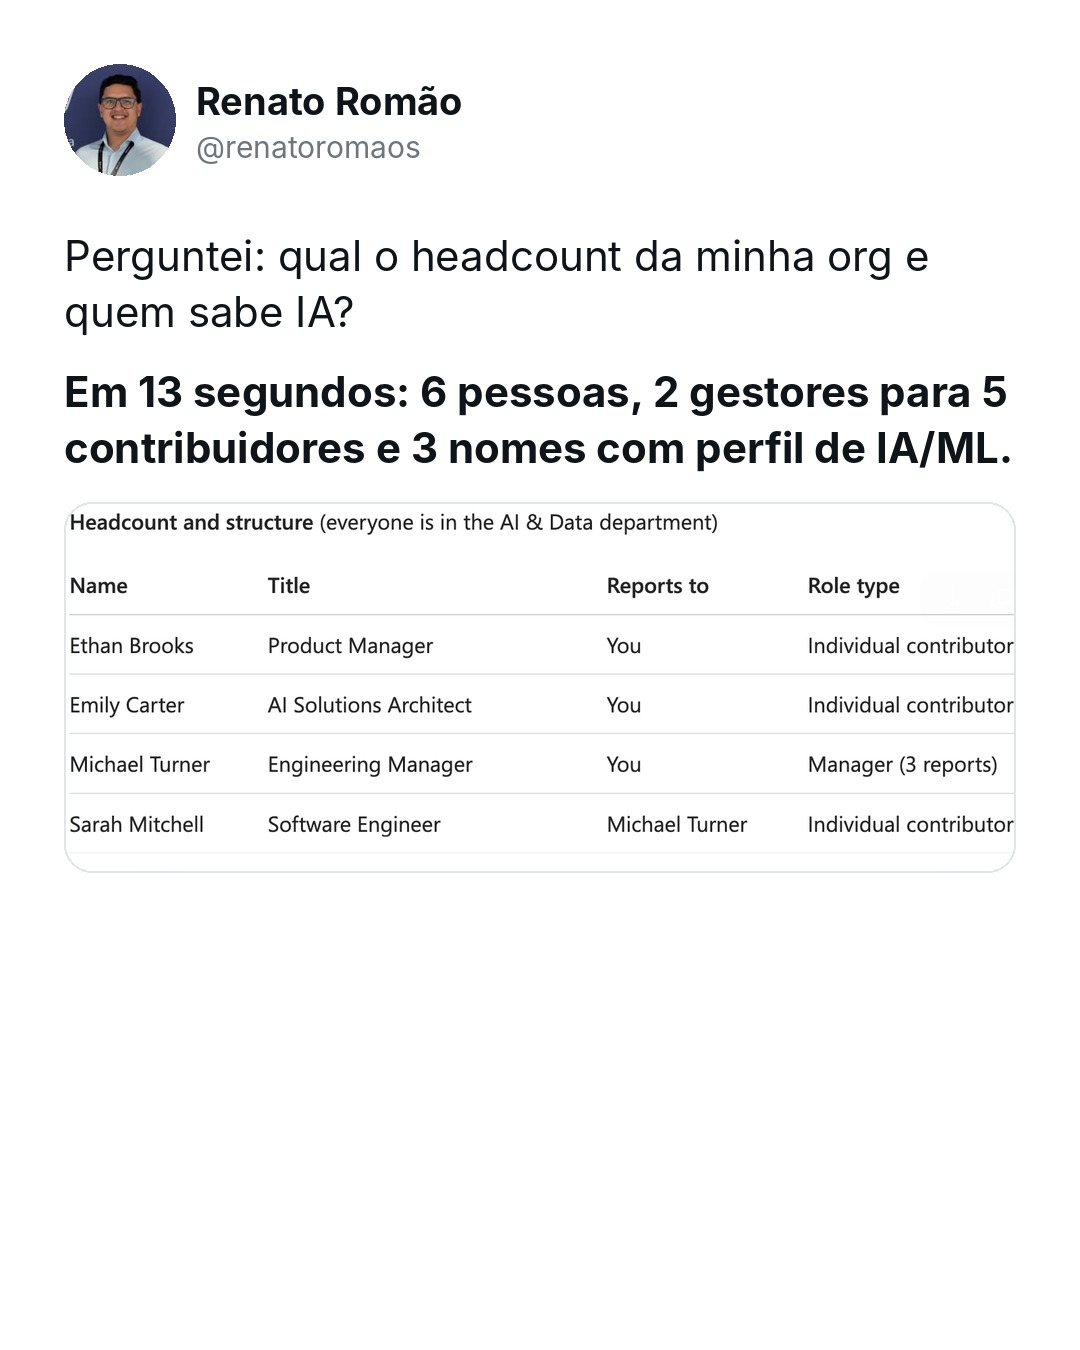 Renato Romão
@renatoromaos
Perguntei: qual o headcount da minha org e
quem sabe IA?
Em 13 segundos: 6 pessoas, 2 gestores para 5
contribuidores e 3 nomes com perfil de IA/ML.
Headcount and structure (everyone is in the AI & Data department)
Name Title Reports to Role type
Ethan Brooks Product Manager You Individual contributor
Emily Carter AI Solutions Architect You Individual contributor
Michael Turner Engineering Manager You Manager (3 reports)
Sarah Mitchell Software Engineer Michael Turner Individual contributor